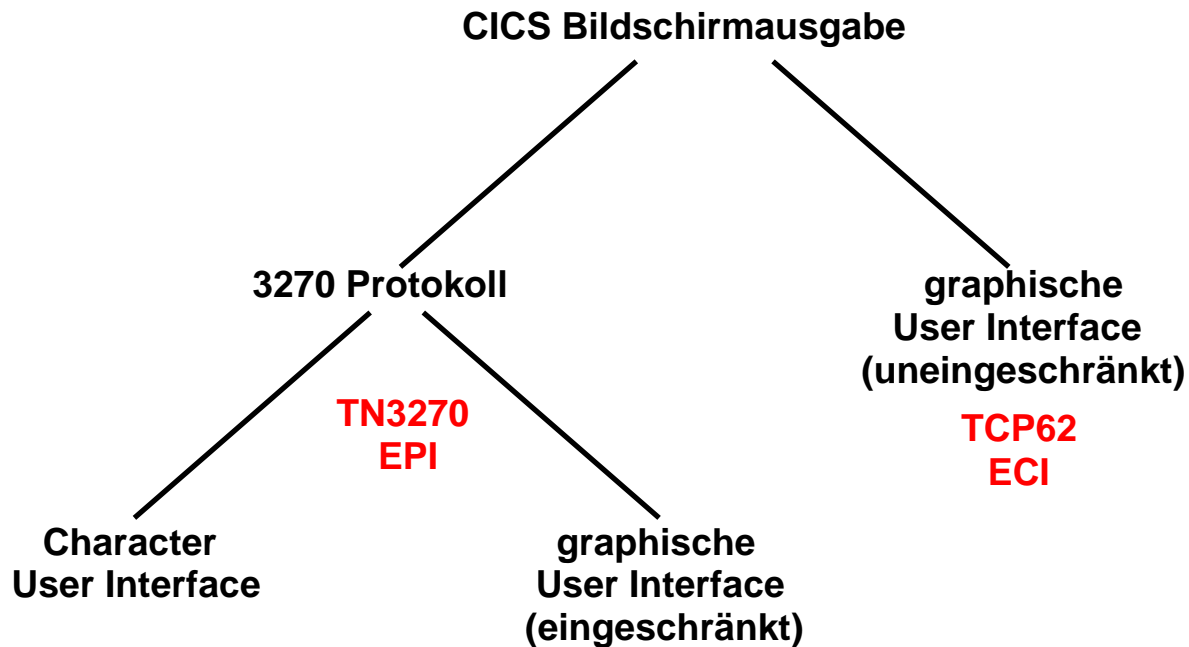 CICS Bildschirmausgabe
3270 Protokoll
graphische
User Interface
(uneingeschränkt)
TN3270
EPI
TCP62
ECI
Character
User Interface
graphische
User Interface
(eingeschränkt)